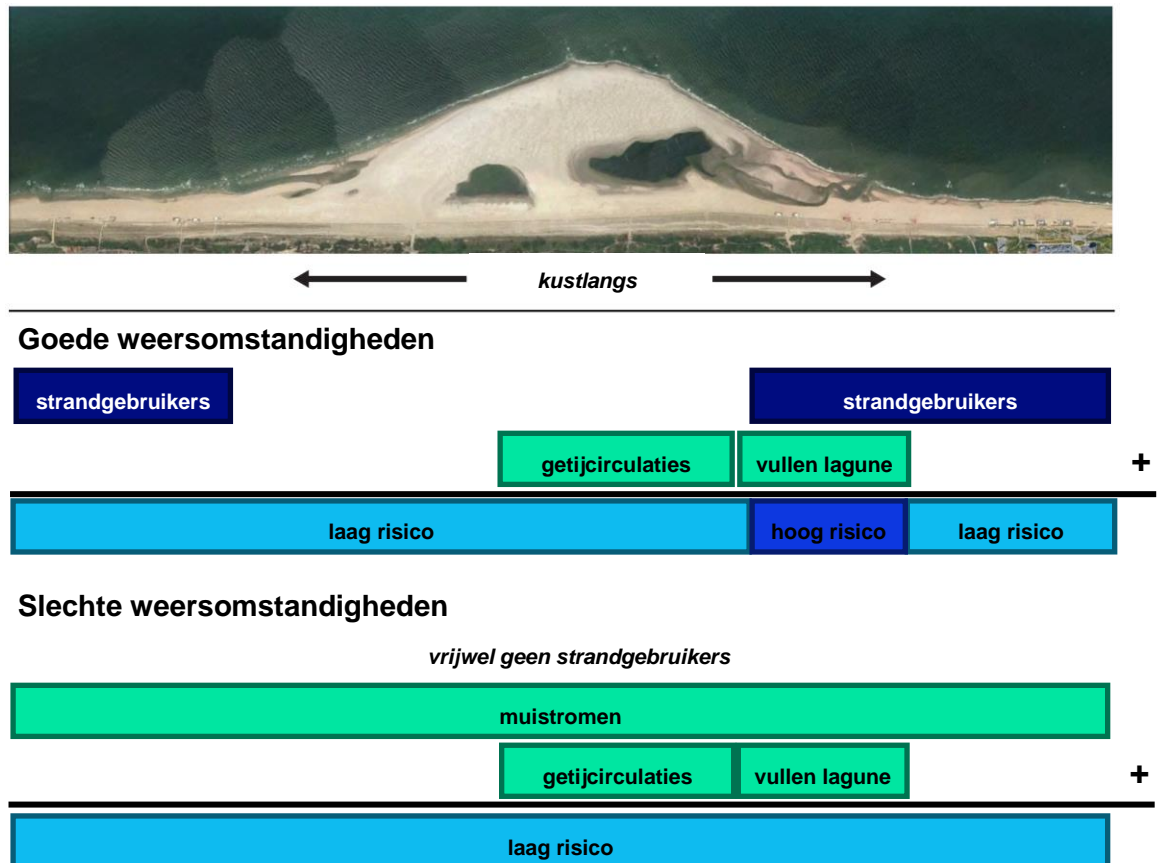 kustlangs
Goede weersomstandigheden
strandgebruikers strandgebruikers
getijcirculaties vullen lagune +
laag risico hoog risico laag risico
Slechte weersomstandigheden
vrijwel geen strandgebruikers
muistromen
getijcirculaties vullen lagune +
laag risico